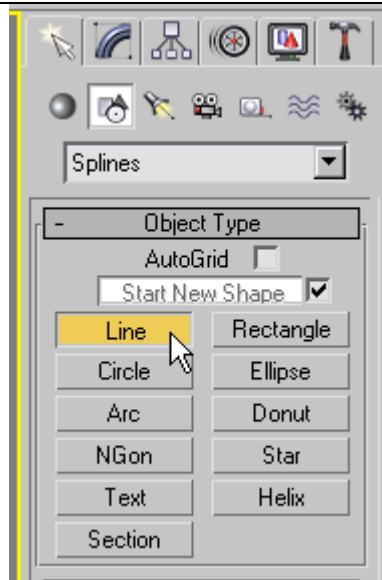 Splines
- Object Type
AutoGrid
Start New Shape
Line Rectangle
Circle Ellipse
Arc Donut
NGon Star
Text Helix
Section